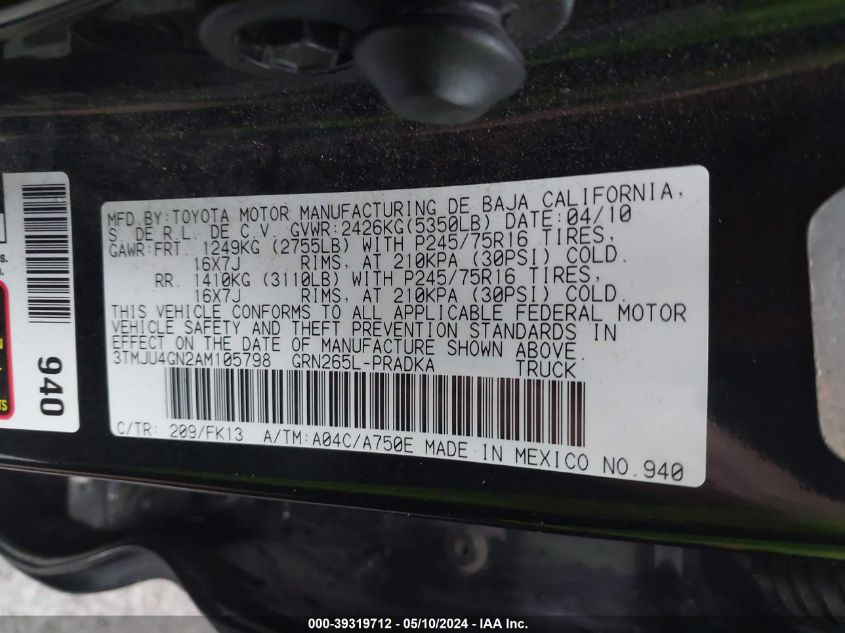 MFD.BY:TOYOTA MOTOR MANUFACTURING DE BAJA CALIFORNIA,
S DE R.L. DE C.V. GVWR:2426KG(5350LB) DATE:04/10
GAWR:FRT. 1249KG (2755LB) WITH P245/75R16 TIRES,
16X7J RIMS, AT 210KPA (30PSI) COLD.
RR. 1410KG (3110LB) WITH P245/75R16 TIRES,
16X7J RIMS, AT 210KPA (30PSI) COLD.
THIS VEHICLE CONFORMS TO ALL APPLICABLE FEDERAL MOTOR
VEHICLE SAFETY AND THEFT PREVENTION STANDARDS IN
EFFECT ON THE DATE OF MANUFACTURE SHOWN ABOVE.
3TMJU4GN2AM105798 GRN265L-PRADKA TRUCK
C/TR: 209/FK13 A/TM:A04C/A750E MADE IN MEXICO NO.940
940
000-39319712 - 05/10/2024 - IAA Inc.